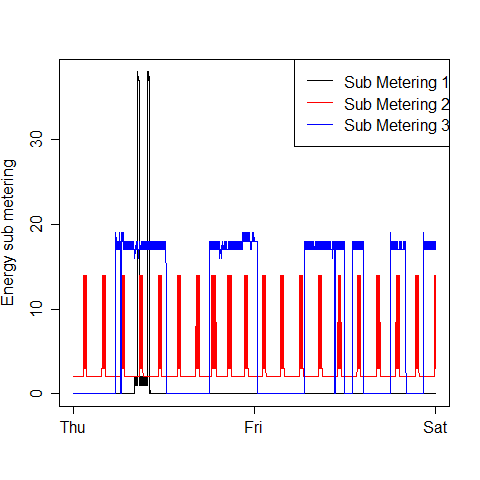 Sub Metering 1
Sub Metering 2
Sub Metering 3
Energy sub metering
30
20
10
0
Thu
Fri
Sat